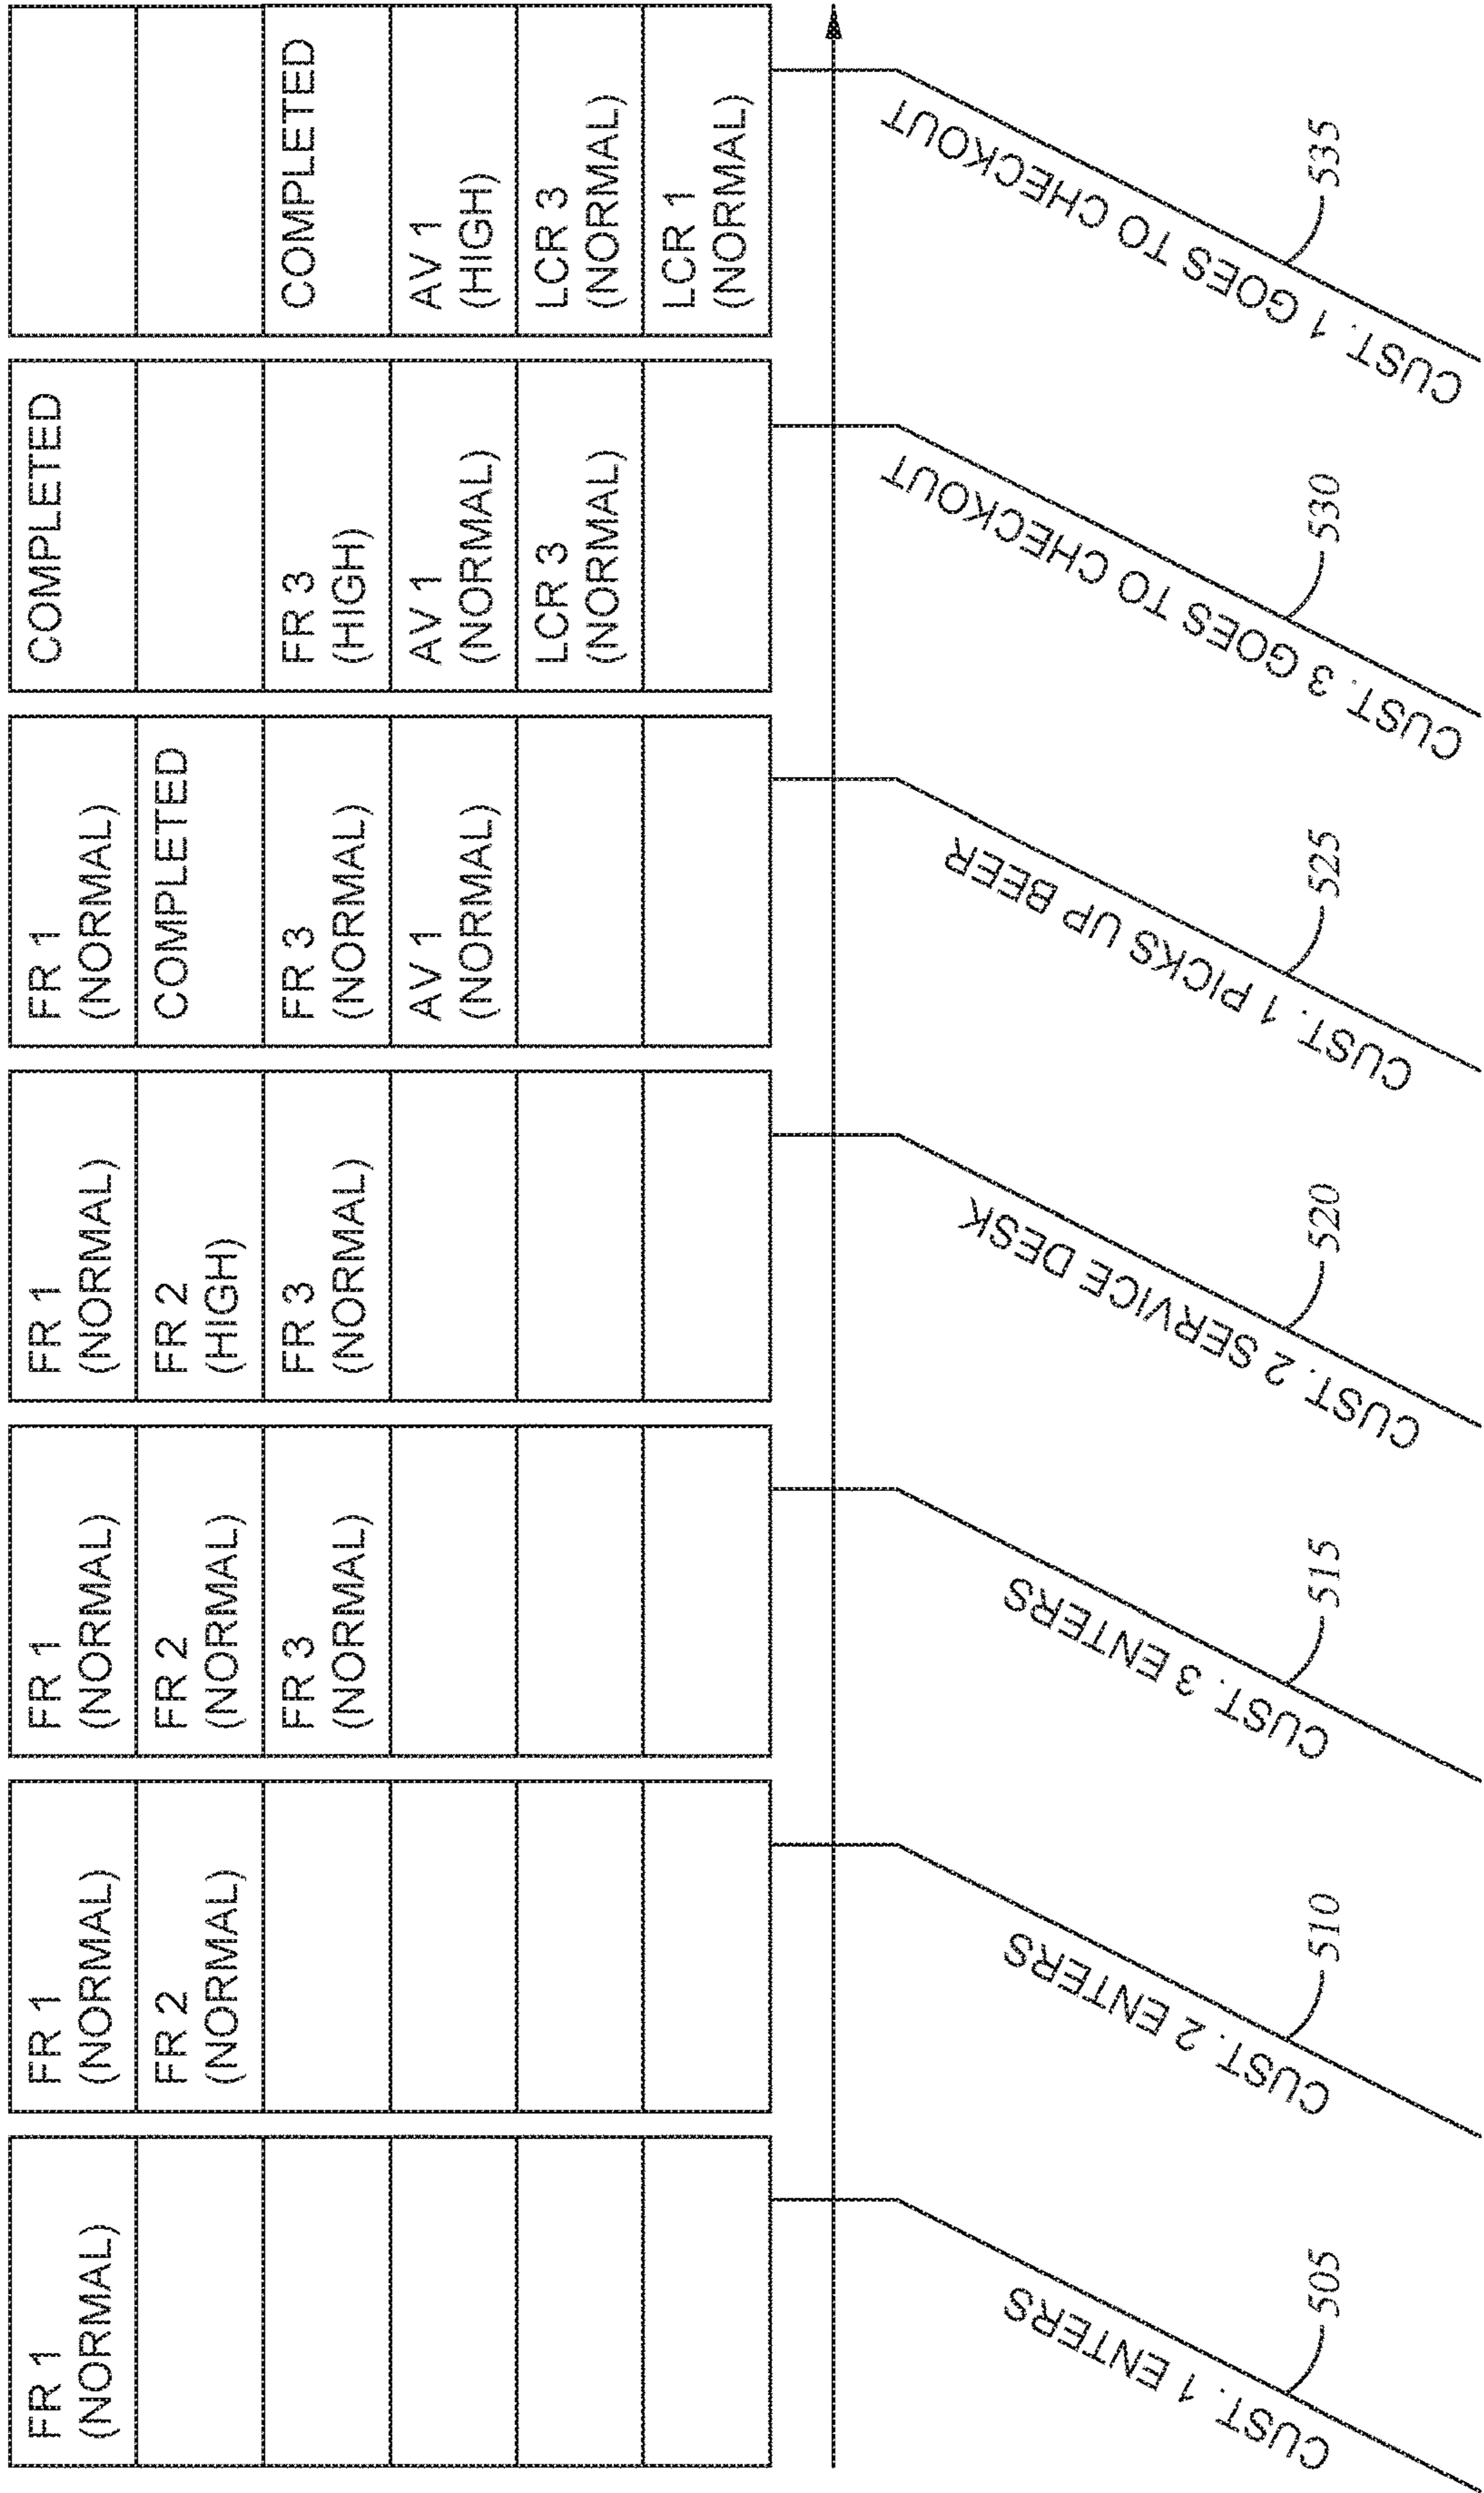 FR 1
(NORMAL)
CUST. 1 ENTERS
505
FR 1
(NORMAL)
FR 2
(NORMAL)
CUST. 2 ENTERS
510
FR 1
(NORMAL)
FR 2
(NORMAL)
FR 3
(NORMAL)
CUST. 3 ENTERS
515
FR 1
(NORMAL)
FR 2
(HIGH)
FR 3
(NORMAL)
CUST. 2 SERVICE DESK
520
FR 1
(NORMAL)
COMPLETED
FR 3
(NORMAL)
AV 1
(NORMAL)
CUST. 1 PICKS UP BEER
525
COMPLETED
FR 3
(HIGH)
AV 1
(NORMAL)
LCR 3
(NORMAL)
CUST. 3 GOES TO CHECKOUT
530
COMPLETED
AV 1
(HIGH)
LCR 3
(NORMAL)
LCR 1
(NORMAL)
CUST. 1 GOES TO CHECKOUT
535